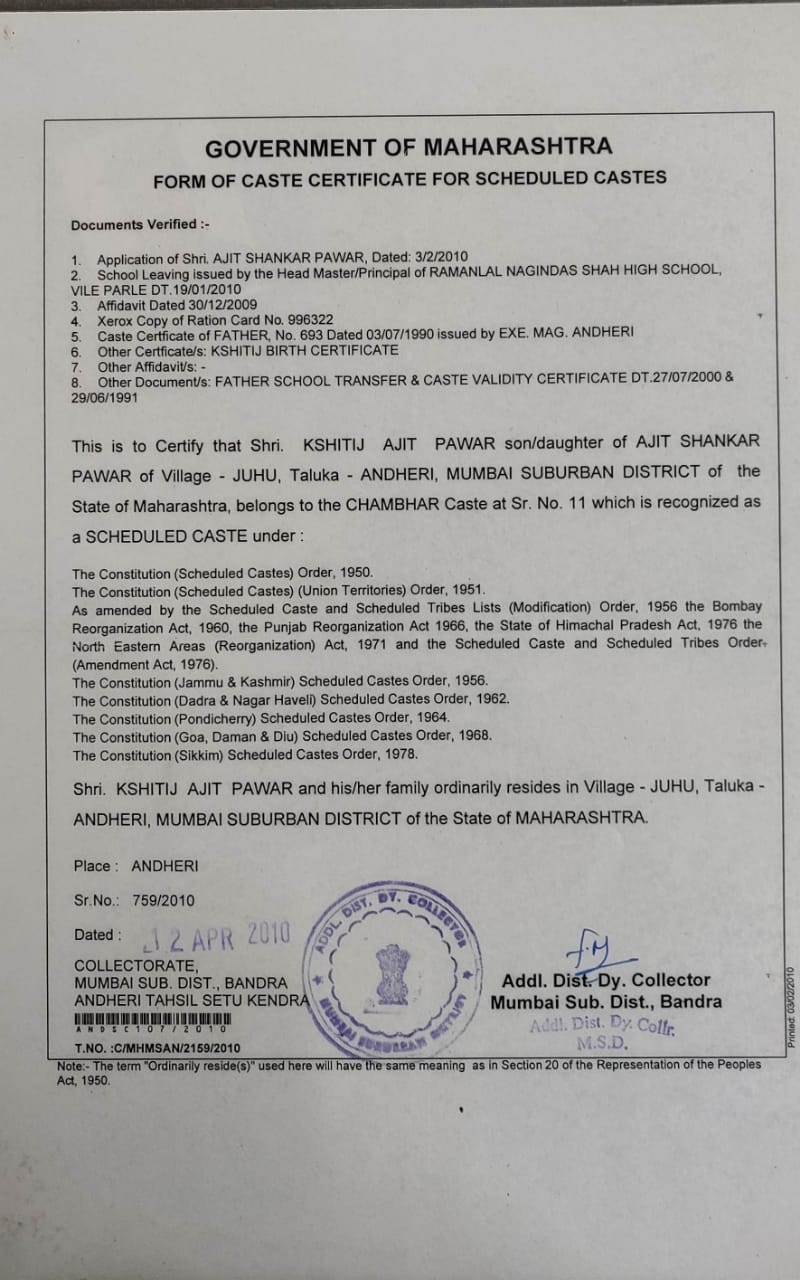 GOVERNMENT OF MAHARASHTRA
FORM OF CASTE CERTIFICATE FOR SCHEDULED CASTES
Documents Verified :-
1. Application of Shri. AJIT SHANKAR PAWAR, Dated: 3/2/2010
2. School Leaving issued by the Head Master/Principal of RAMANLAL NAGINDAS SHAH HIGH SCHOOL,
VILE PARLE DT.19/01/2010
3. Affidavit Dated 30/12/2009
4. Xerox Copy of Ration Card No. 996322
5. Caste Certficate of FATHER, No. 693 Dated 03/07/1990 issued by EXE. MAG. ANDHERI
6. Other Certficate/s: KSHITIJ BIRTH CERTIFICATE
7. Other Affidavit/s: -
8. Other Document/s: FATHER SCHOOL TRANSFER & CASTE VALIDITY CERTIFICATE DT.27/07/2000 &
29/06/1991
This is to Certify that Shri. KSHITIJ AJIT PAWAR son/daughter of AJIT SHANKAR
PAWAR of Village - JUHU, Taluka - ANDHERI, MUMBAI SUBURBAN DISTRICT of the
State of Maharashtra, belongs to the CHAMBHAR Caste at Sr. No. 11 which is recognized as
a SCHEDULED CASTE under :
The Constitution (Scheduled Castes) Order, 1950.
The Constitution (Scheduled Castes) (Union Territories) Order, 1951.
As amended by the Scheduled Caste and Scheduled Tribes Lists (Modification) Order, 1956 the Bombay
Reorganization Act, 1960, the Punjab Reorganization Act 1966, the State of Himachal Pradesh Act, 1976 the
North Eastern Areas (Reorganization) Act, 1971 and the Scheduled Caste and Scheduled Tribes Order
(Amendment Act, 1976).
The Constitution (Jammu & Kashmir) Scheduled Castes Order, 1956.
The Constitution (Dadra & Nagar Haveli) Scheduled Castes Order, 1962.
The Constitution (Pondicherry) Scheduled Castes Order, 1964.
The Constitution (Goa, Daman & Diu) Scheduled Castes Order, 1968.
The Constitution (Sikkim) Scheduled Castes Order, 1978.
Shri. KSHITIJ AJIT PAWAR and his/her family ordinarily resides in Village - JUHU, Taluka -
ANDHERI, MUMBAI SUBURBAN DISTRICT of the State of MAHARASHTRA.
Place : ANDHERI
Sr.No.: 759/2010
Dated : 12 APR 2010
COLLECTORATE,
MUMBAI SUB. DIST., BANDRA
ANDHERI TAHSIL SETU KENDRA
ANDSC107/2010
T.NO. :C/MHMSAN/2159/2010
ADDL. DIST. DY. COLLECTOR
MUMBAI SUBURBAN DISTRICT
Addl. Dist. Dy. Collector
Mumbai Sub. Dist., Bandra
Addl. Dist. Dy. Collr.
M.S.D.
Printed: 03/02/2010
Note:- The term "Ordinarily reside(s)" used here will have the same meaning as in Section 20 of the Representation of the Peoples
Act, 1950.